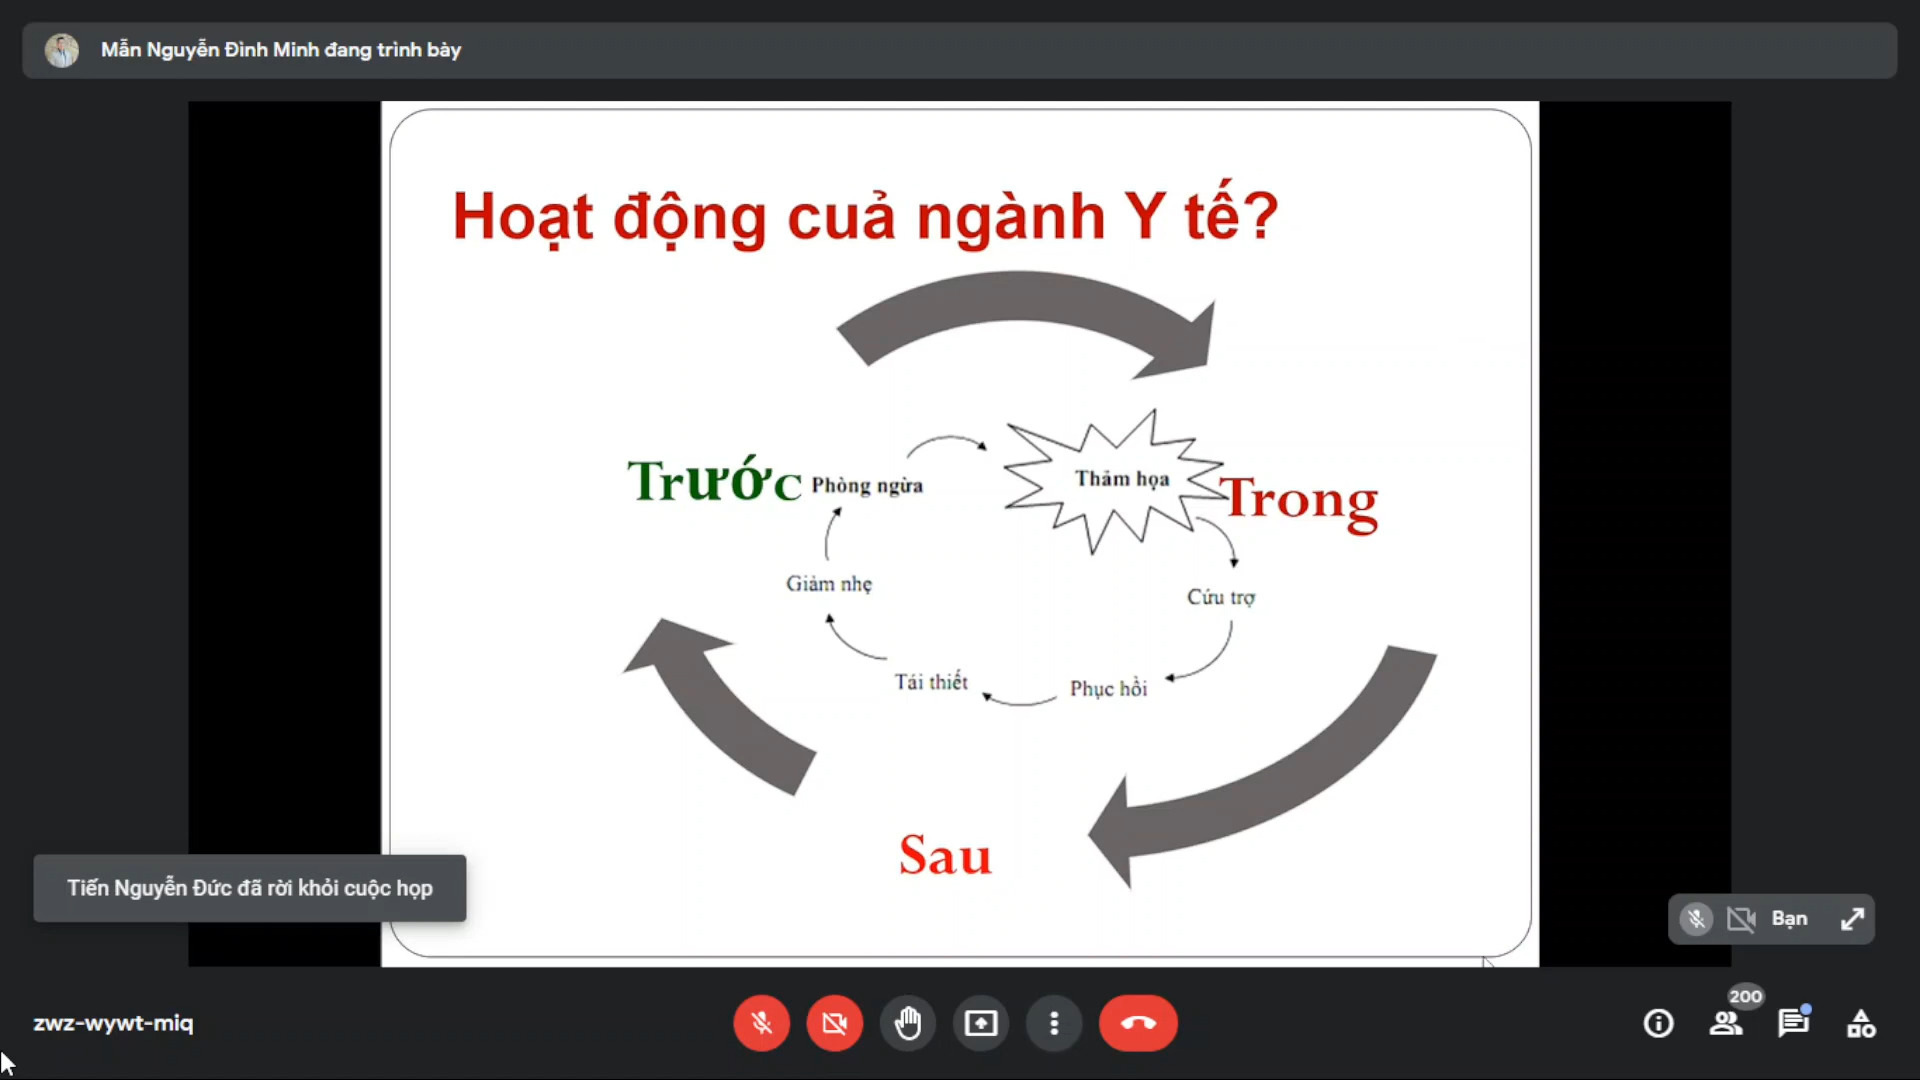 Mẫn Nguyễn Đình Minh đang trình bày
Hoạt động cuả ngành Y tế?
Trước
Phòng ngừa
Thảm họa
Trong
Giảm nhẹ
Cứu trợ
Tái thiết
Phục hồi
Sau
Tiến Nguyễn Đức đã rời khỏi cuộc họp
Bạn
200
zwz-wywt-miq